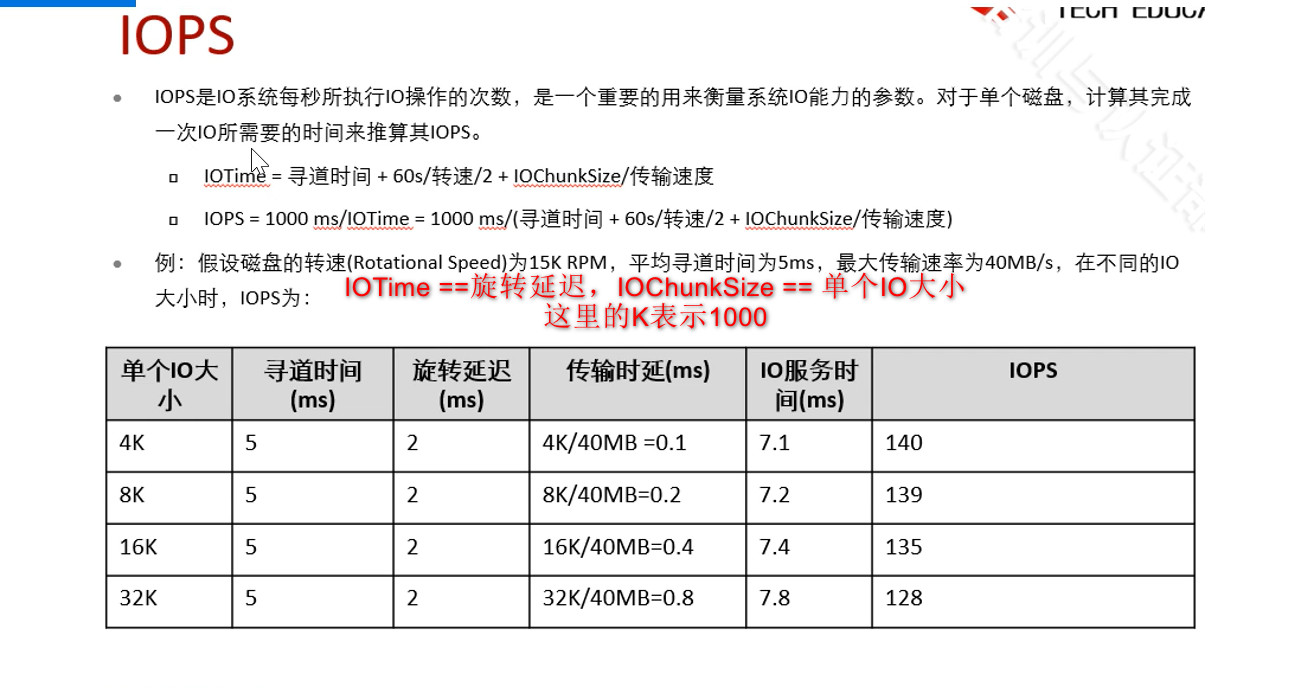 IOPS
TECH EDUCA
IOPS是IO系统每秒所执行IO操作的次数，是一个重要的用来衡量系统IO能力的参数。对于单个磁盘，计算其完成
一次IO所需要的时间来推算其IOPS。
IOTime = 寻道时间 + 60s/转速/2 + IOChunkSize/传输速度
IOPS = 1000 ms/IOTime = 1000 ms/(寻道时间 + 60s/转速/2 + IOChunkSize/传输速度)
例：假设磁盘的转速(Rotational Speed)为15K RPM，平均寻道时间为5ms，最大传输速率为40MB/s，在不同的IO
大小时，IOPS为：
IOTime ==旋转延迟，IOChunkSize == 单个IO大小
这里的K表示1000
单个IO大小 寻道时间(ms) 旋转延迟(ms) 传输时延(ms) IO服务时间(ms) IOPS
4K 5 2 4K/40MB =0.1 7.1 140
8K 5 2 8K/40MB=0.2 7.2 139
16K 5 2 16K/40MB=0.4 7.4 135
32K 5 2 32K/40MB=0.8 7.8 128